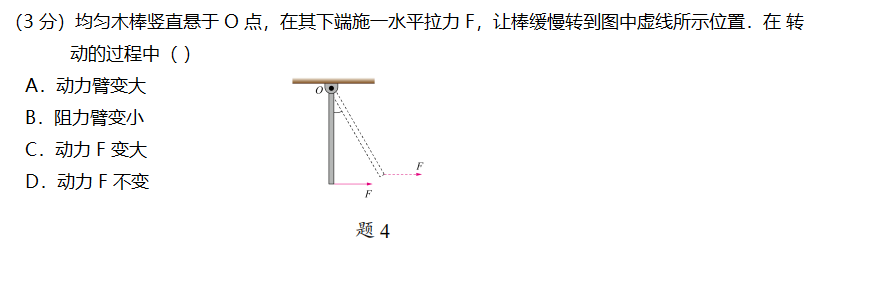 (3 分) 均匀木棒竖直悬于 O 点，在其下端施一水平拉力 F，让棒缓慢转到图中虚线所示位置．在 转
动的过程中（ ）
A．动力臂变大
B．阻力臂变小
C．动力 F 变大
D．动力 F 不变
O
F
F
题 4